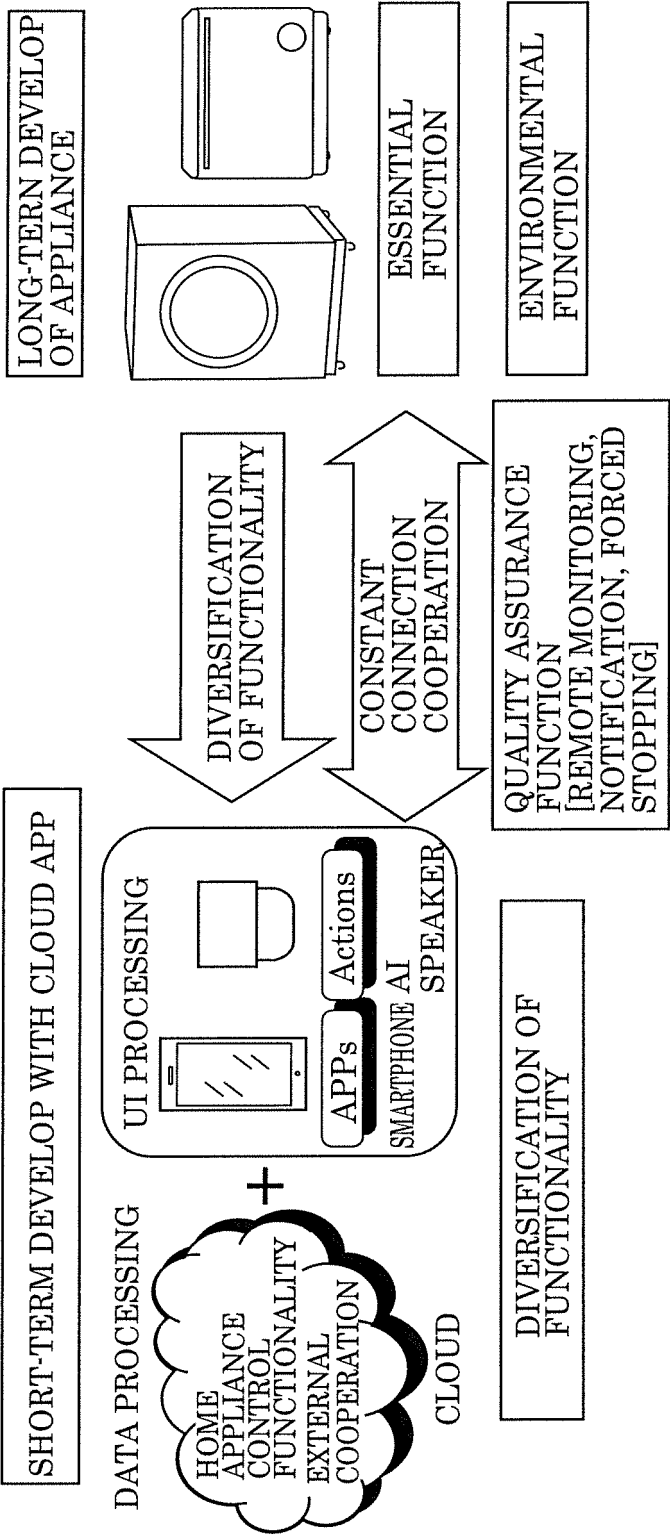 SHORT-TERM DEVELOP WITH CLOUD APP
LONG-TERN DEVELOP
OF APPLIANCE
DATA PROCESSING
HOME
APPLIANCE
CONTROL
FUNCTIONALITY
EXTERNAL
COOPERATION
CLOUD
+
UI PROCESSING
APPs
Actions
SMARTPHONE
AI
SPEAKER
DIVERSIFICATION
OF FUNCTIONALITY
CONSTANT
CONNECTION
COOPERATION
ESSENTIAL
FUNCTION
DIVERSIFICATION OF
FUNCTIONALITY
QUALITY ASSURANCE
FUNCTION
[REMOTE MONITORING,
NOTIFICATION, FORCED
STOPPING]
ENVIRONMENTAL
FUNCTION